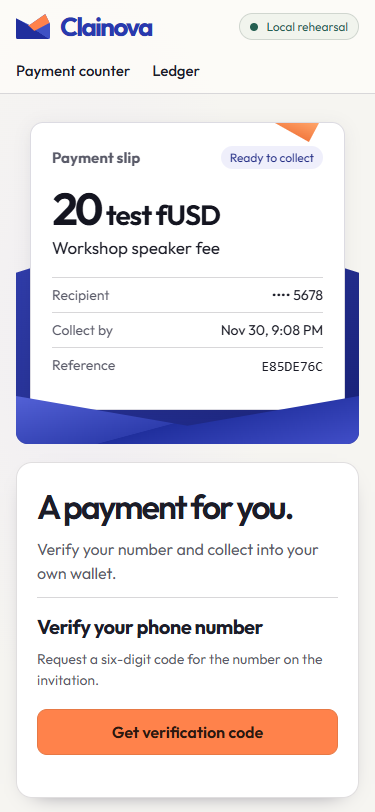 Clainova
Local rehearsal
Payment counter
Ledger
Payment slip
Ready to collect
20 test fUSD
Workshop speaker fee
Recipient
•••• 5678
Collect by
Nov 30, 9:08 PM
Reference
E85DE76C
A payment for you.
Verify your number and collect into your
own wallet.
Verify your phone number
Request a six-digit code for the number on the
invitation.
Get verification code